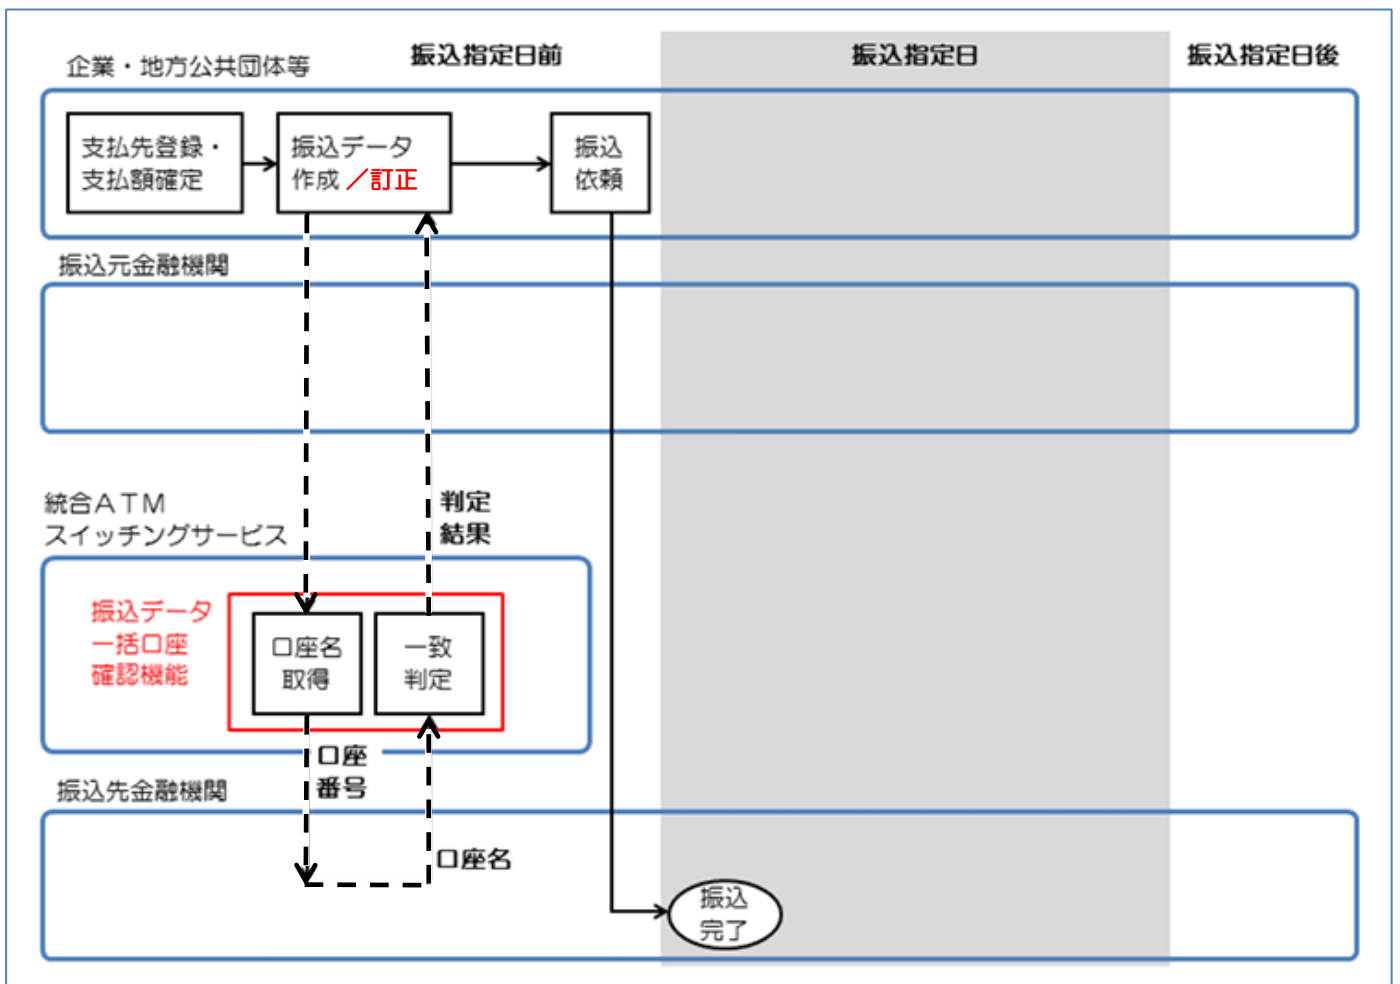 企業・地方公共団体等
振込指定日前
振込指定日
振込指定日後
支払先登録・
支払額確定
振込データ
作成／訂正
振込
依頼
振込元金融機関
統合ＡＴＭ
スイッチングサービス
判定
結果
振込データ
一括口座
確認機能
口座名
取得
一致
判定
口座
番号
振込先金融機関
口座名
振込
完了